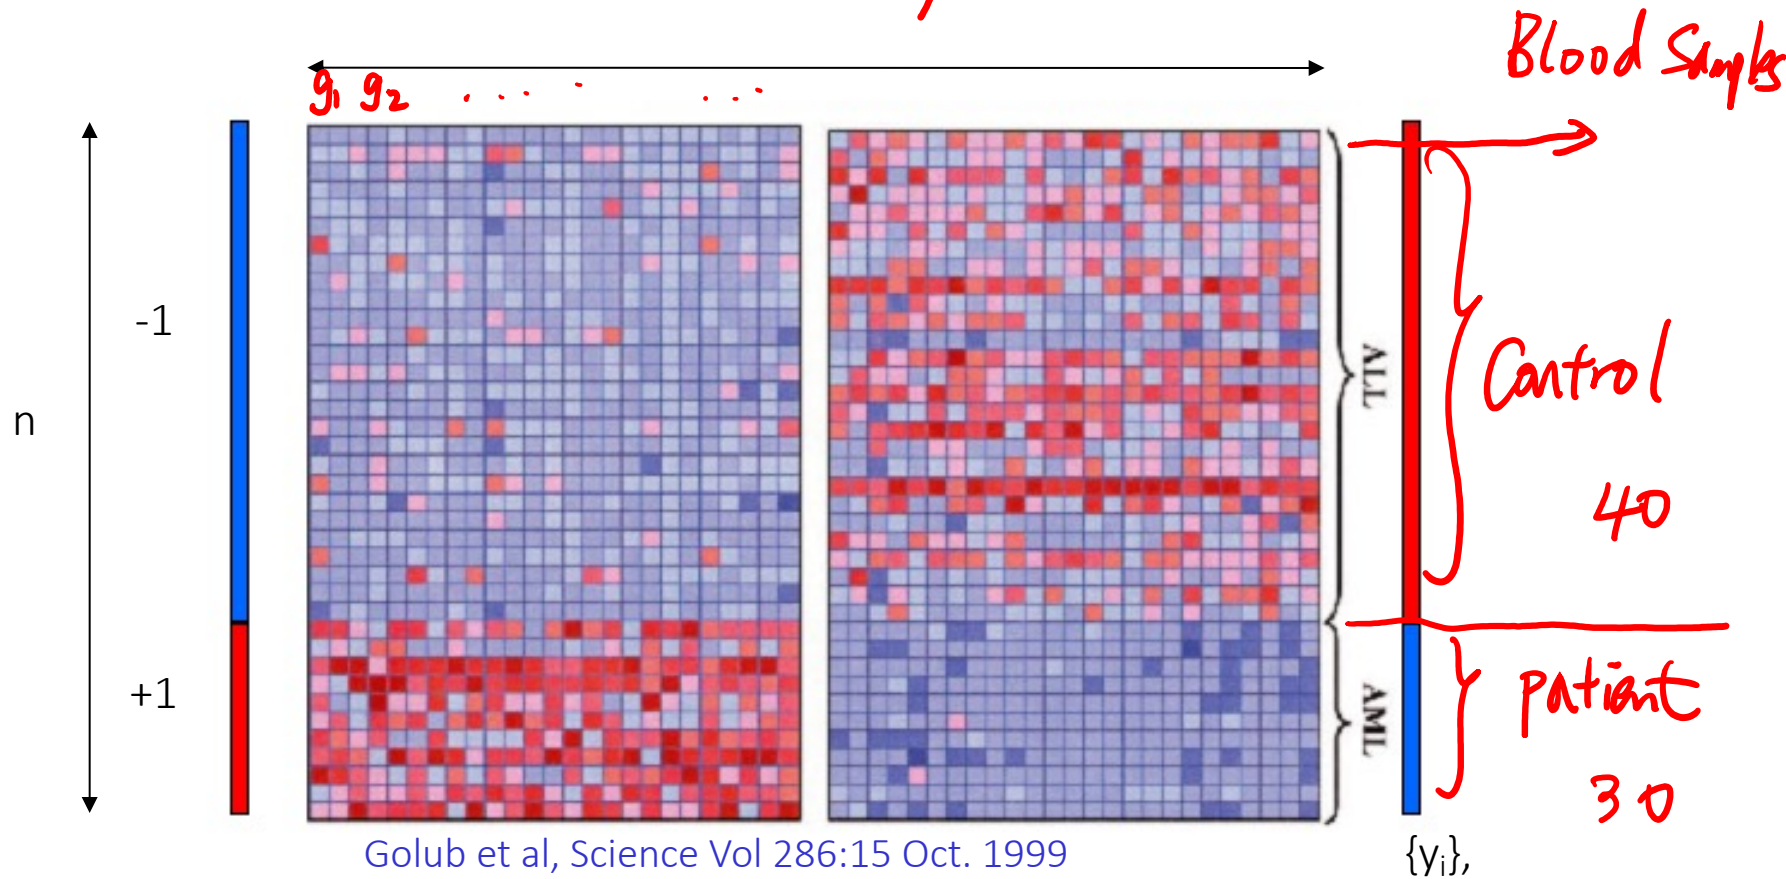 Blood Samples
g1 g2 . . . . . . .
-1
n
ALL
Control
40
+1
AML
patient
30
Golub et al, Science Vol 286:15 Oct. 1999
{yi},